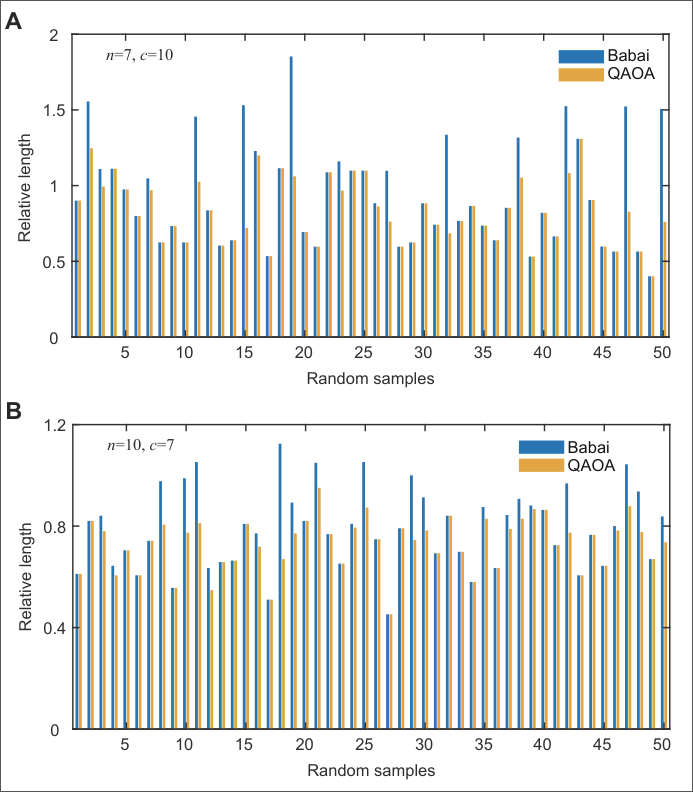 A
n=7, c=10
Babai
QAOA
Relative length
2
1.5
1
0.5
0
5 10 15 20 25 30 35 40 45 50
Random samples
B
n=10, c=7
Babai
QAOA
Relative length
1.2
0.8
0.4
0
5 10 15 20 25 30 35 40 45 50
Random samples